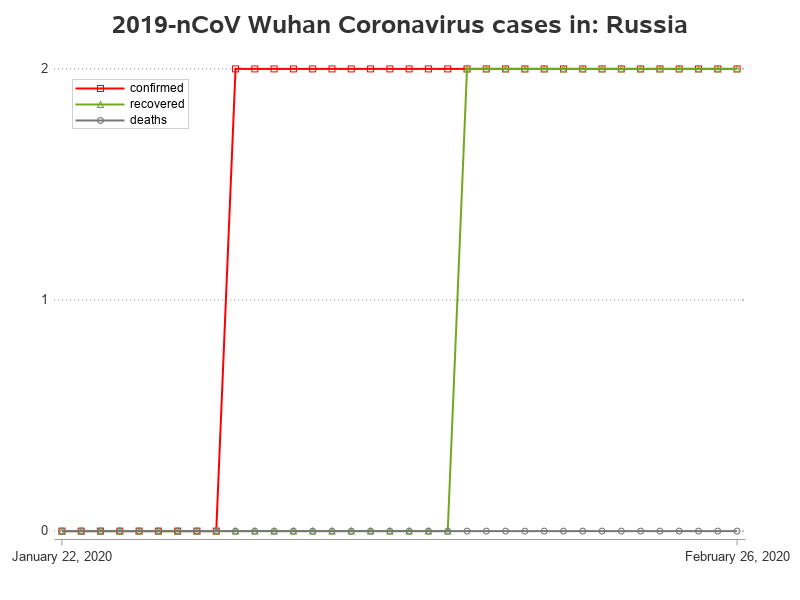 2019-nCoV Wuhan Coronavirus cases in: Russia
2
confirmed
recovered
deaths
1
0
January 22, 2020
February 26, 2020